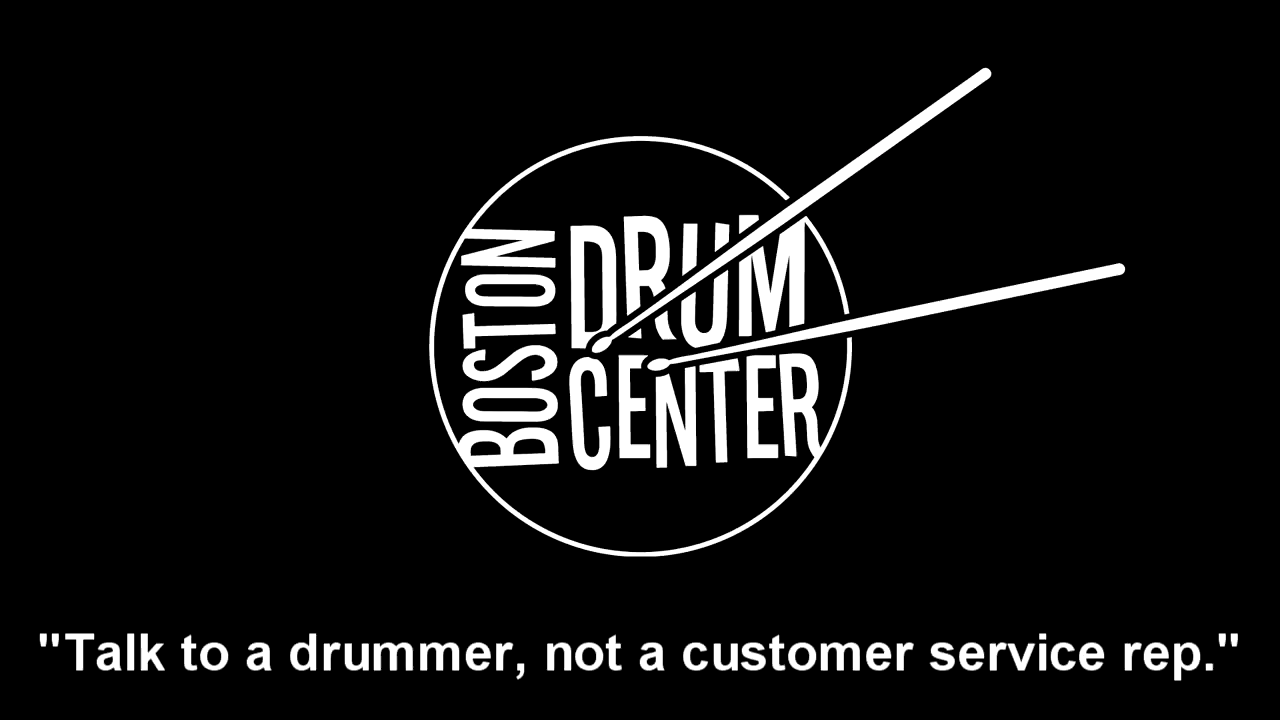 BOSTON
DRUM
CENTER
"Talk to a drummer, not a customer service rep."